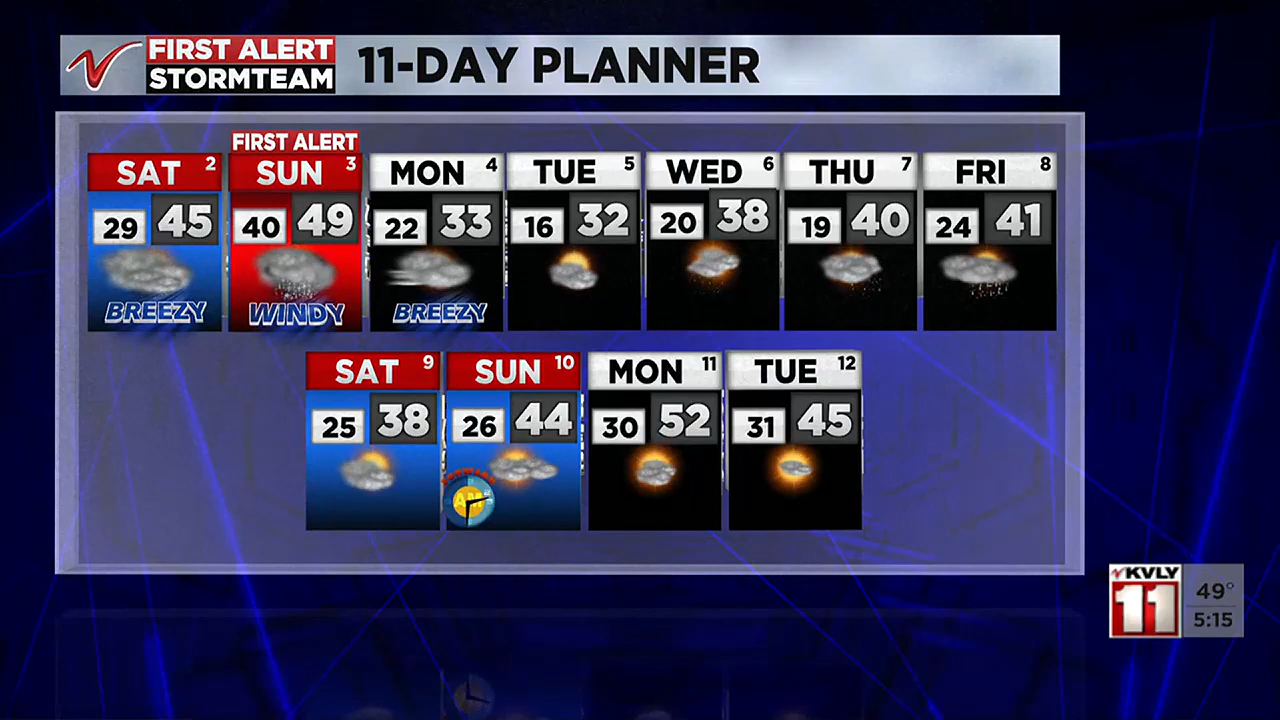 FIRST ALERT
STORMTEAM
11-DAY PLANNER
FIRST ALERT
SAT 2 SUN 3 MON 4 TUE 5 WED 6 THU 7 FRI 8
29 45 40 49 22 33 16 32 20 38 19 40 24 41
BREEZY WINDY BREEZY
SAT 9 SUN 10 MON 11 TUE 12
25 38 26 44 30 52 31 45
AM
KVLY
11
49°
5:15